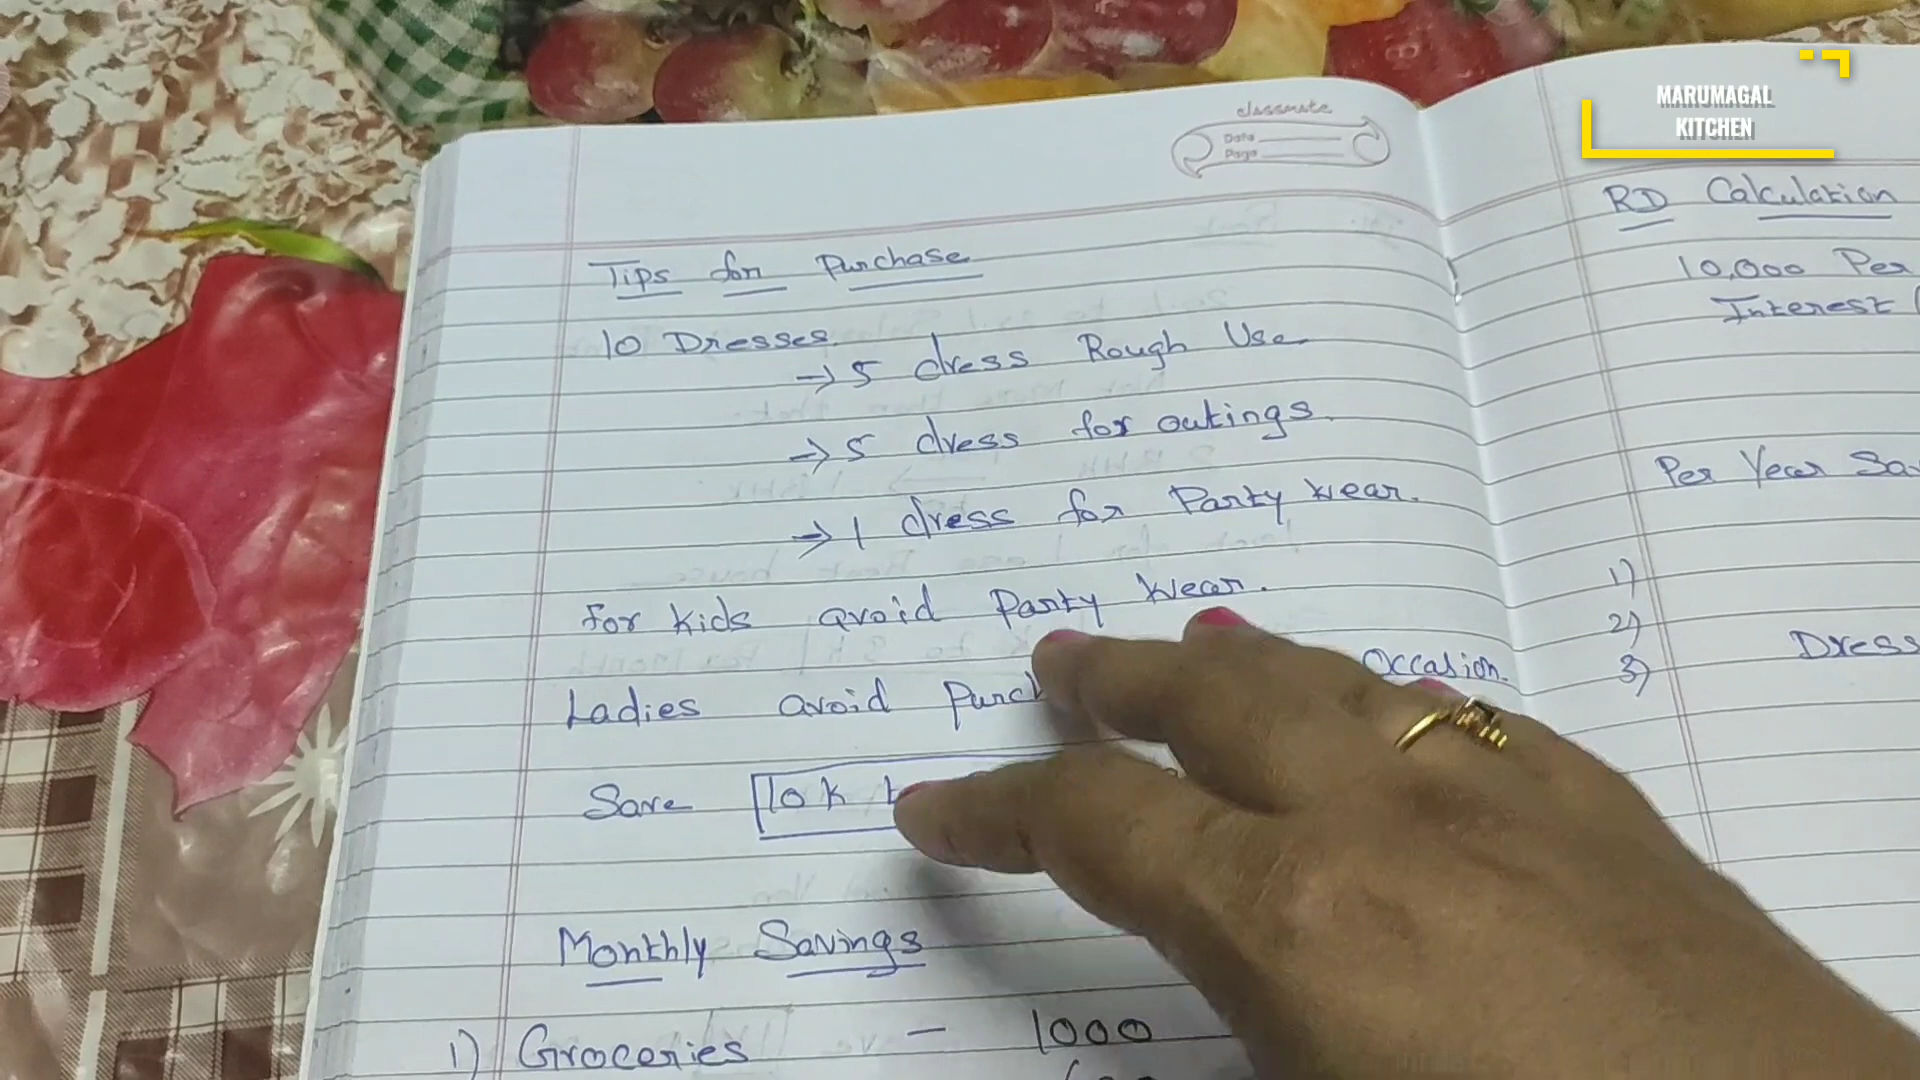 MARUMAGAL
KITCHEN
classmate
Date
Page
Tips for Purchase
10 Dresses.
→ 5 dress Rough Use
→ 5 dress for outings.
→ 1 dress for Party wear.
for kids avoid Party wear.
Ladies avoid Occasion.
Save 10k
Monthly Savings
1) Groceries - 1000
RD Calculation
10,000 Per
Interest
Per Year
1)
2)
3) Dress